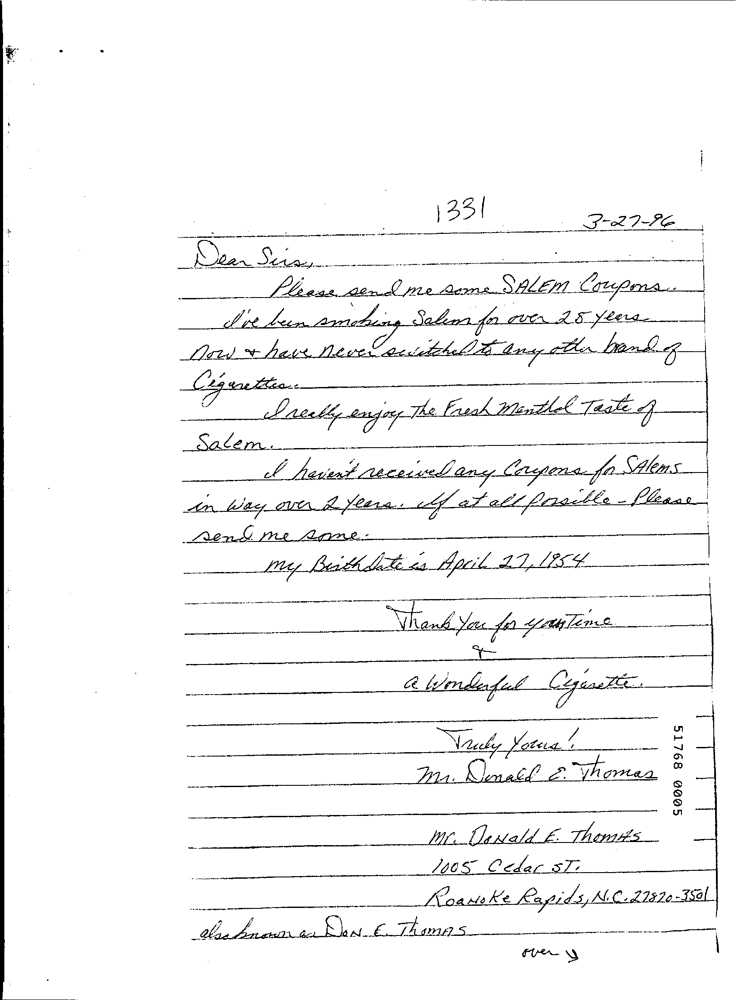 1331
3-27-96
Dear Sirs,
Please send me some SALEM Coupons.
I've been smoking Salem for over 28 years
now & have never switched to any other brand of
Cigarettes.
I really enjoy The Fresh Menthol Taste of
Salem.
I haven't received any Coupons for SAlems
in way over 2 years. If at all possible - Please
send me some.
my Birthdate is April 27, 1954
Thank You for your Time
&
a Wonderful Cigarette.
Truly Yours!
Mr. Donald E. Thomas
51768 0005
Mr. Donald E. Thomas
1005 Cedar ST.
Roanoke Rapids, N.C. 27870-3501
also known as Don E. Thomas
over